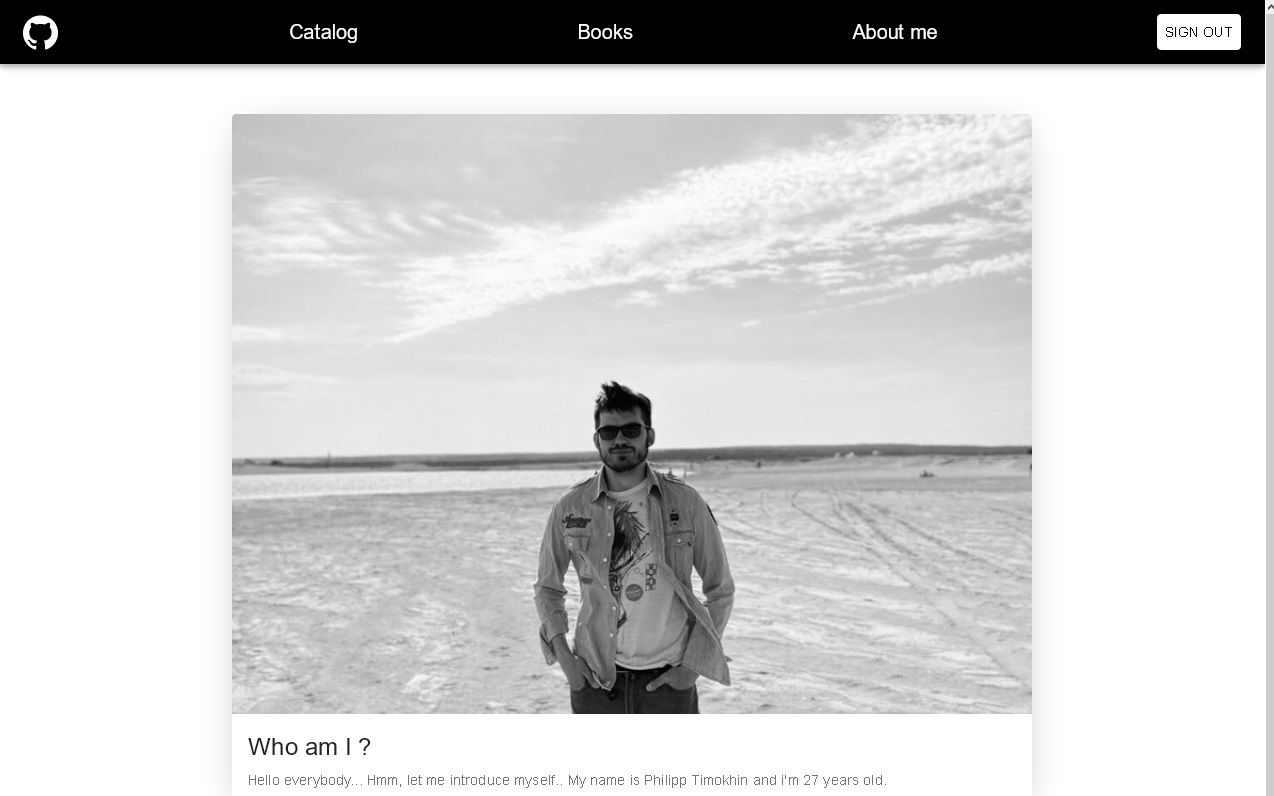 Catalog
Books
About me
SIGN OUT
Who am I ?
Hello everybody... Hmm, let me introduce myself.. My name is Philipp Timokhin and i'm 27 years old.